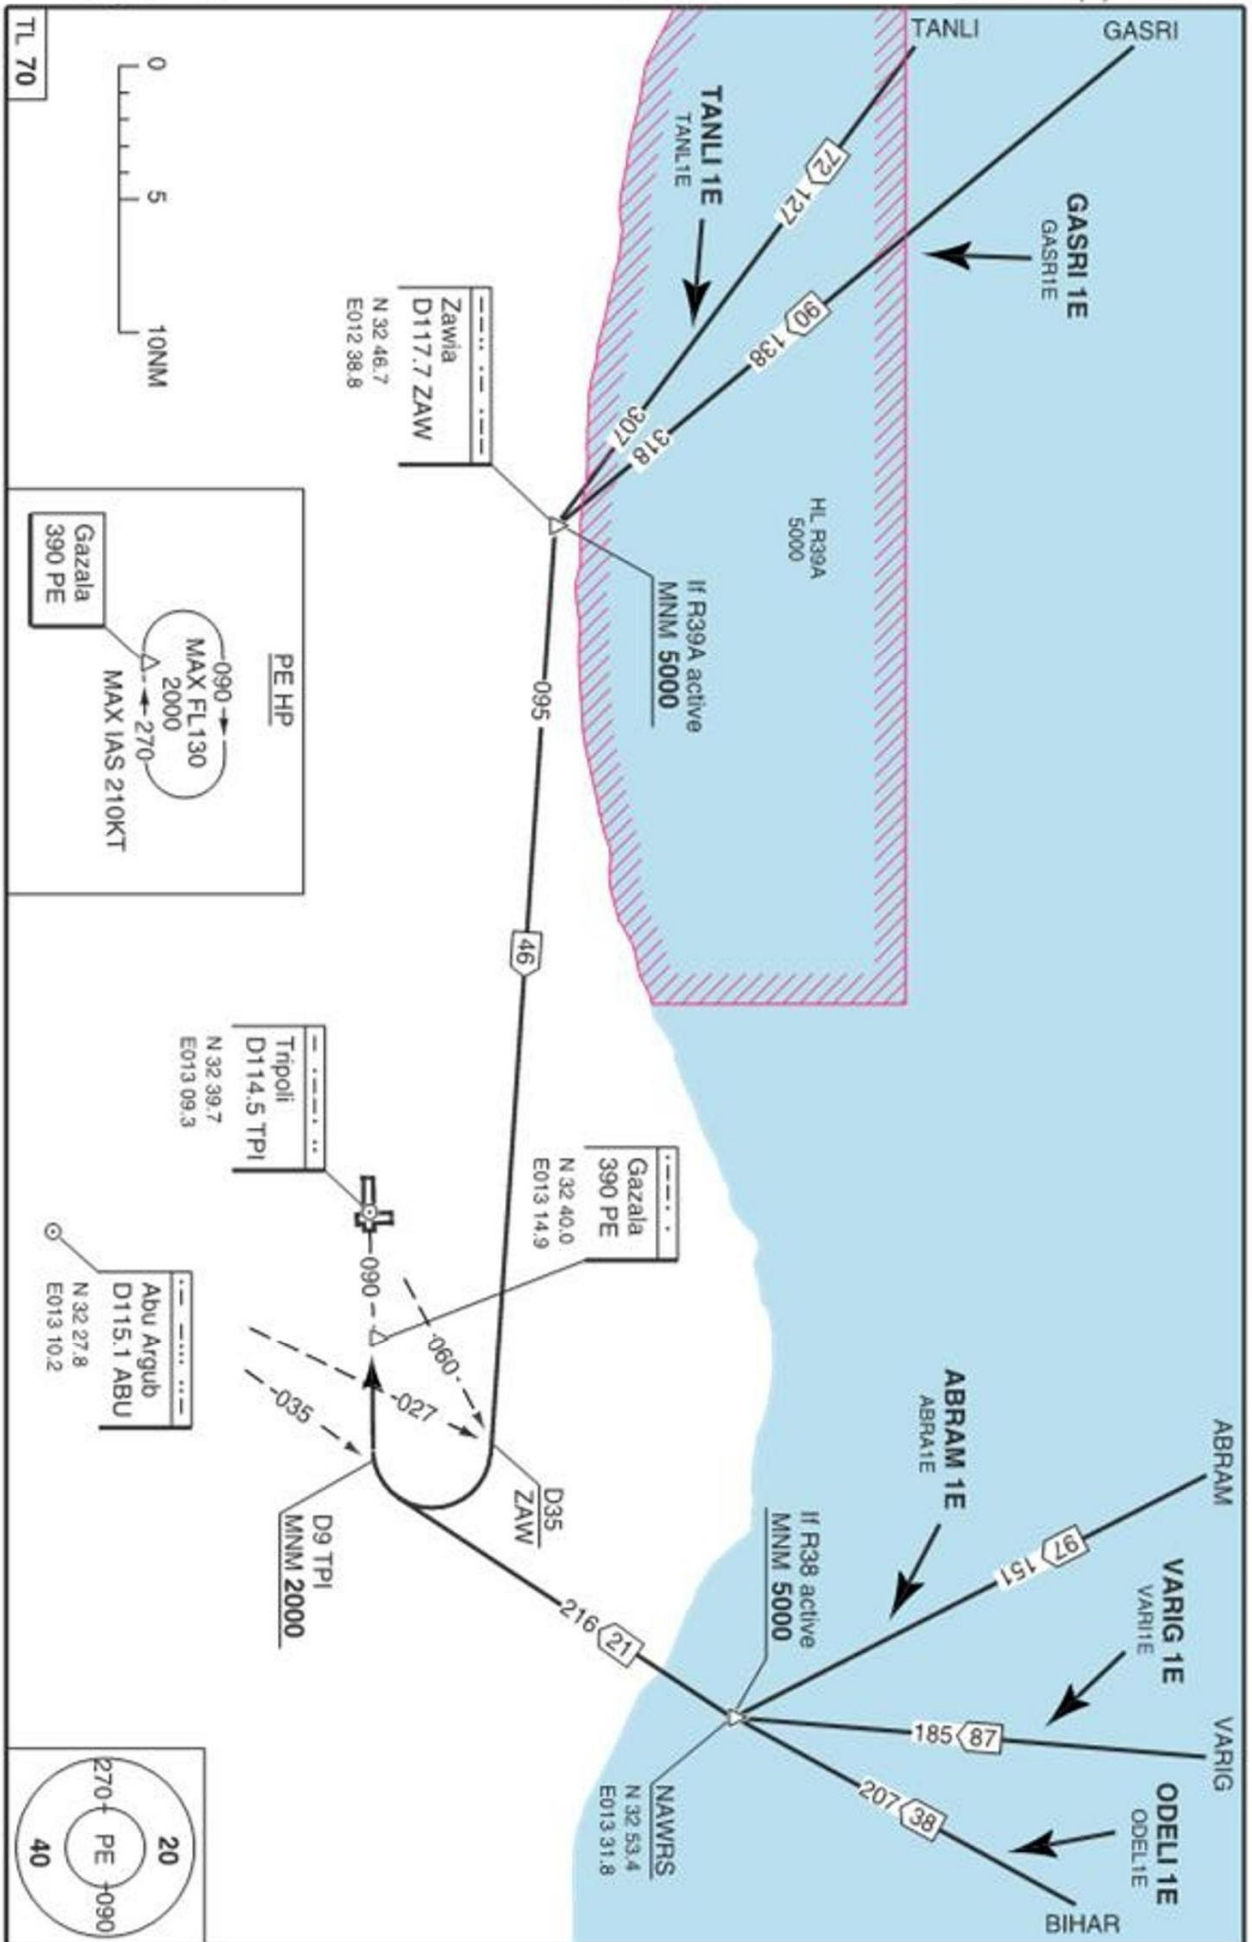 TANLI
GASRI
TANLI 1E
TANL1E
GASRI 1E
GASR1E
72
127
90
138
307
318
HL R39A
5000
If R39A active
MNM 5000
Zawia
D117.7 ZAW
N 32 46.7
E012 38.8
TL 70
0
5
10NM
095
46
PE HP
090
MAX FL130
2000
270
MAX IAS 210KT
Gazala
390 PE
Tripoli
D114.5 TPI
N 32 39.7
E013 09.3
Gazala
390 PE
N 32 40.0
E013 14.9
Abu Argub
D115.1 ABU
N 32 27.8
E013 10.2
090
060
027
035
D35
ZAW
D9 TPI
MNM 2000
ABRAM
ABRAM 1E
ABRA1E
97
151
VARIG
VARIG 1E
VARI1E
185
87
ODELI 1E
ODEL1E
BIHAR
207
38
If R38 active
MNM 5000
216
21
NAWRS
N 32 53.4
E013 31.8
20
270
PE
090
40